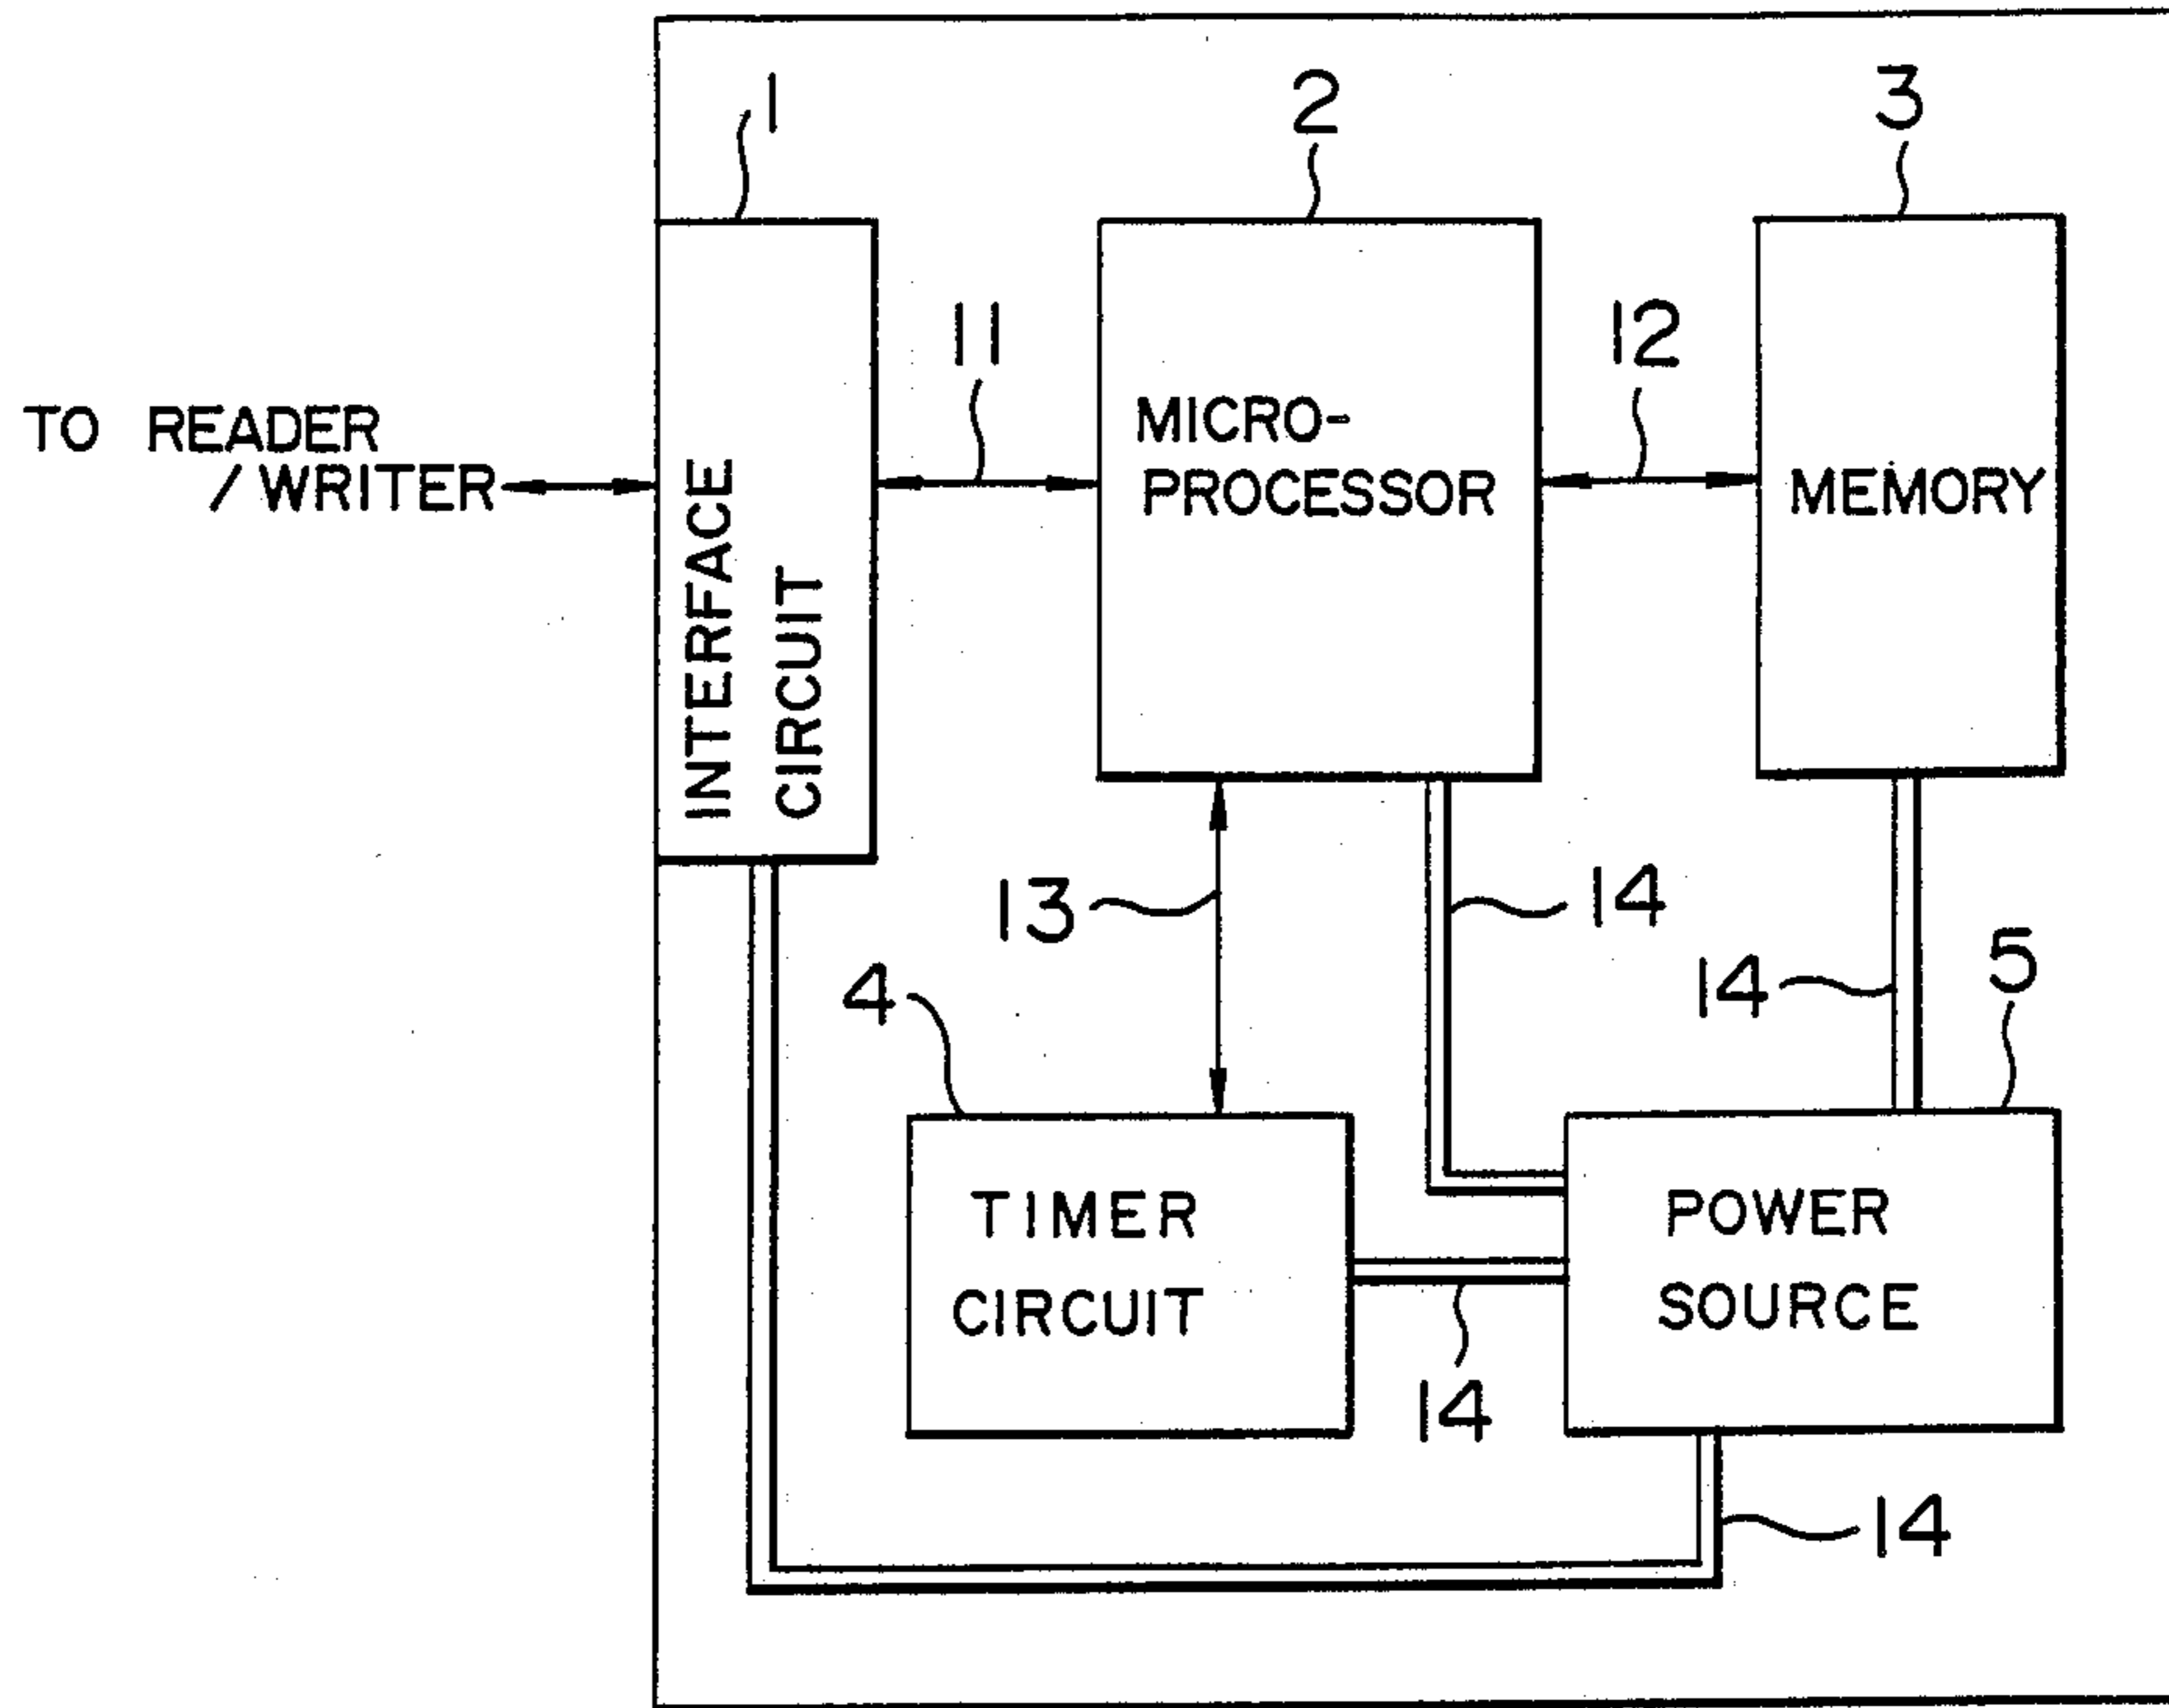 1
2
3
11
12
TO READER
/WRITER
INTERFACE
CIRCUIT
MICRO-
PROCESSOR
MEMORY
13
14
14
4
5
TIMER
CIRCUIT
POWER
SOURCE
14
14